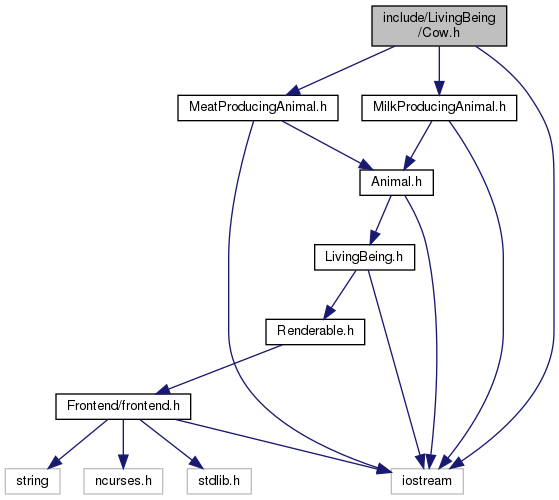 include/LivingBeing
/Cow.h
MeatProducingAnimal.h
MilkProducingAnimal.h
Animal.h
LivingBeing.h
Renderable.h
Frontend/frontend.h
string
ncurses.h
stdlib.h
iostream